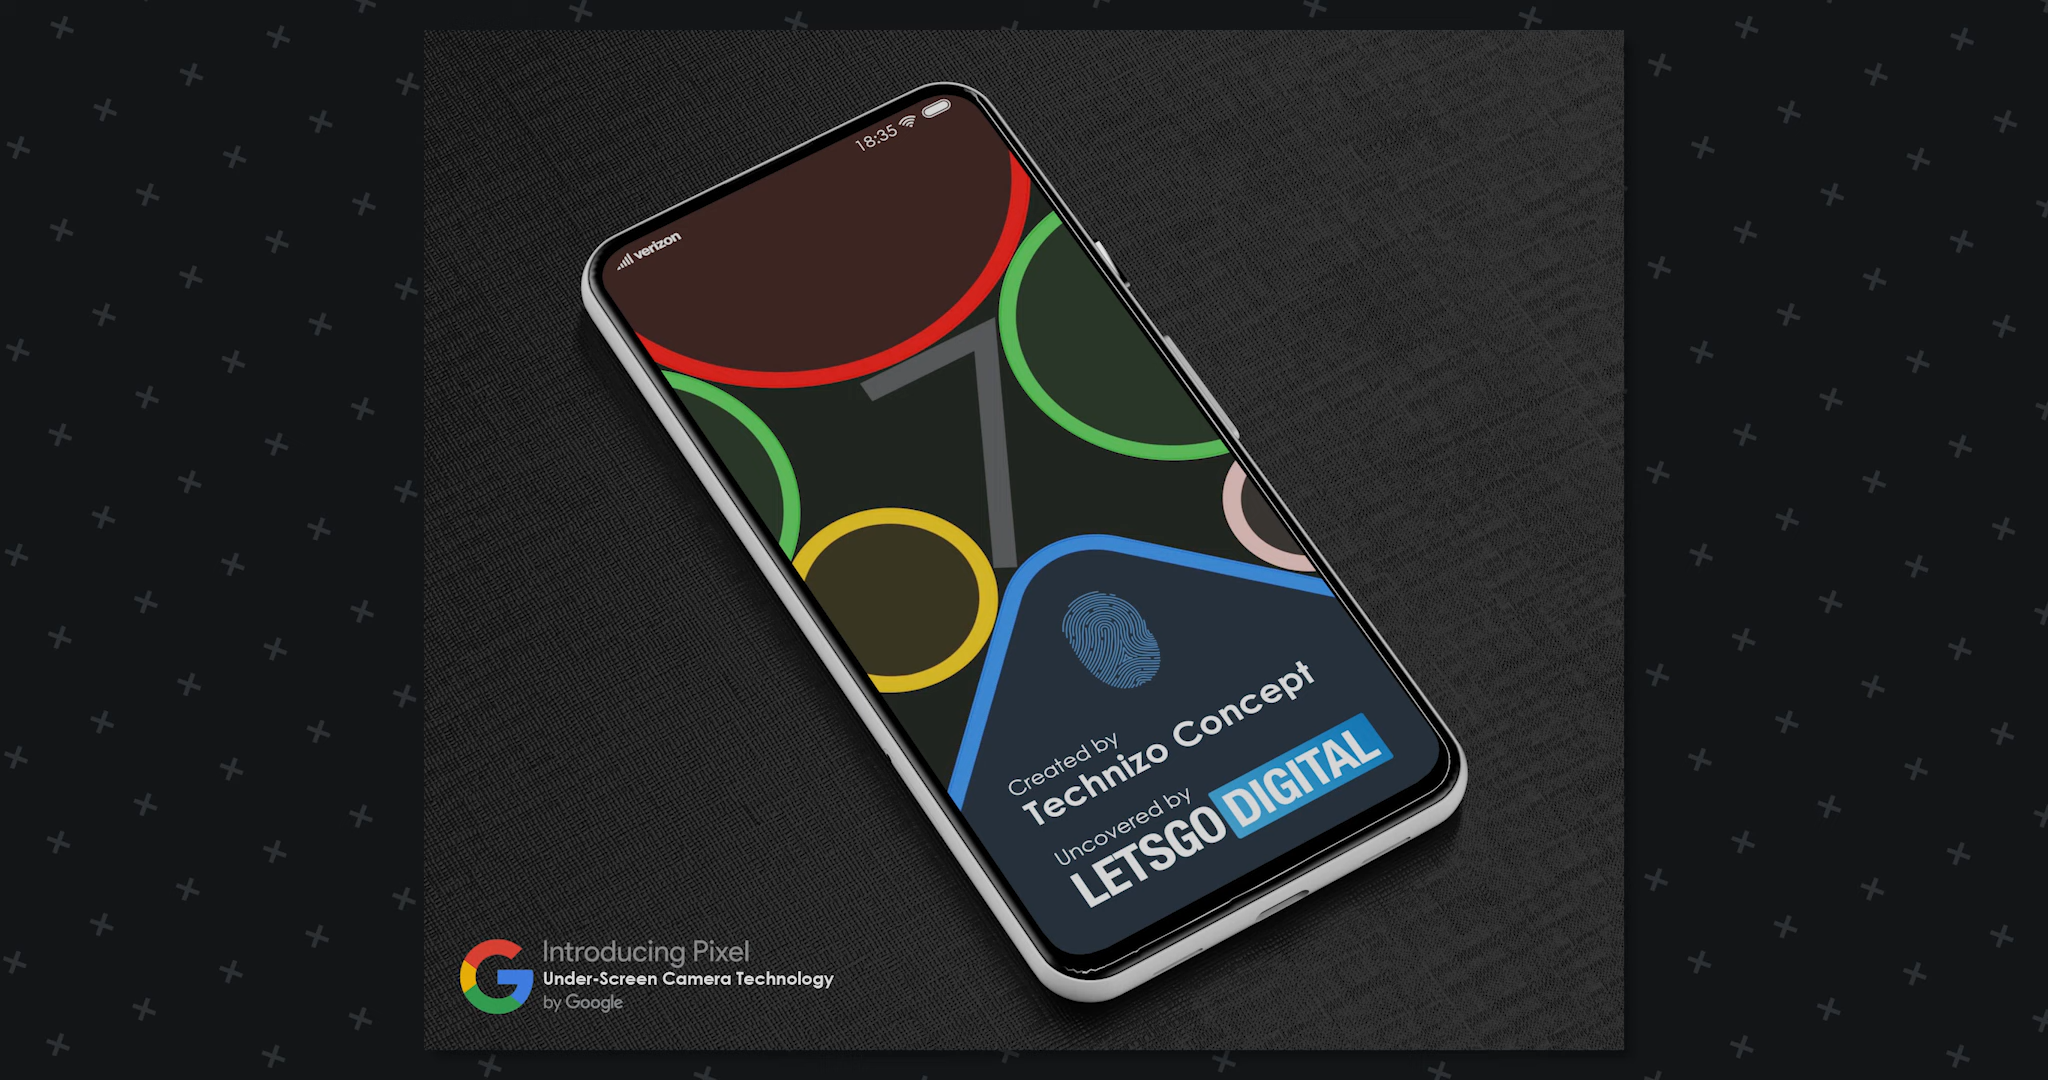 18:35
verizon
7
Created by
Technizo Concept
Uncovered by
LETSGO DIGITAL
Introducing Pixel
Under-Screen Camera Technology
by Google